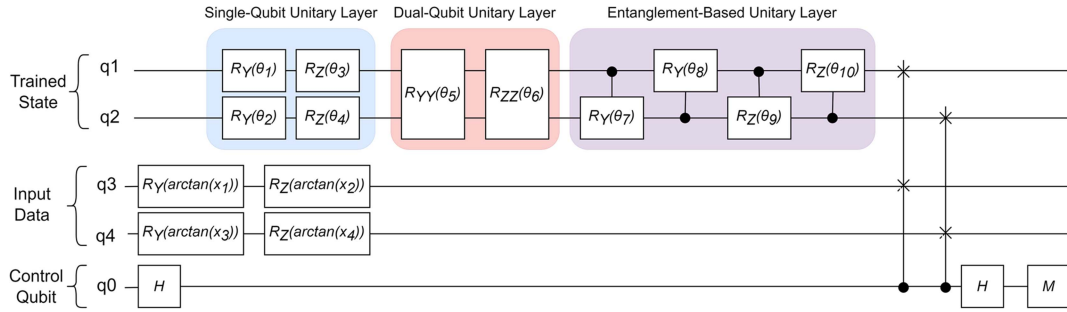 Single-Qubit Unitary Layer Dual-Qubit Unitary Layer Entanglement-Based Unitary Layer
Trained State
q1 R_Y(θ_1) R_Z(θ_3) R_YY(θ_5) R_ZZ(θ_6) R_Y(θ_8) R_Z(θ_10)
q2 R_Y(θ_2) R_Z(θ_4) R_Y(θ_7) R_Z(θ_9)
Input Data
q3 R_Y(arctan(x_1)) R_Z(arctan(x_2))
q4 R_Y(arctan(x_3)) R_Z(arctan(x_4))
Control Qubit
q0 H H M